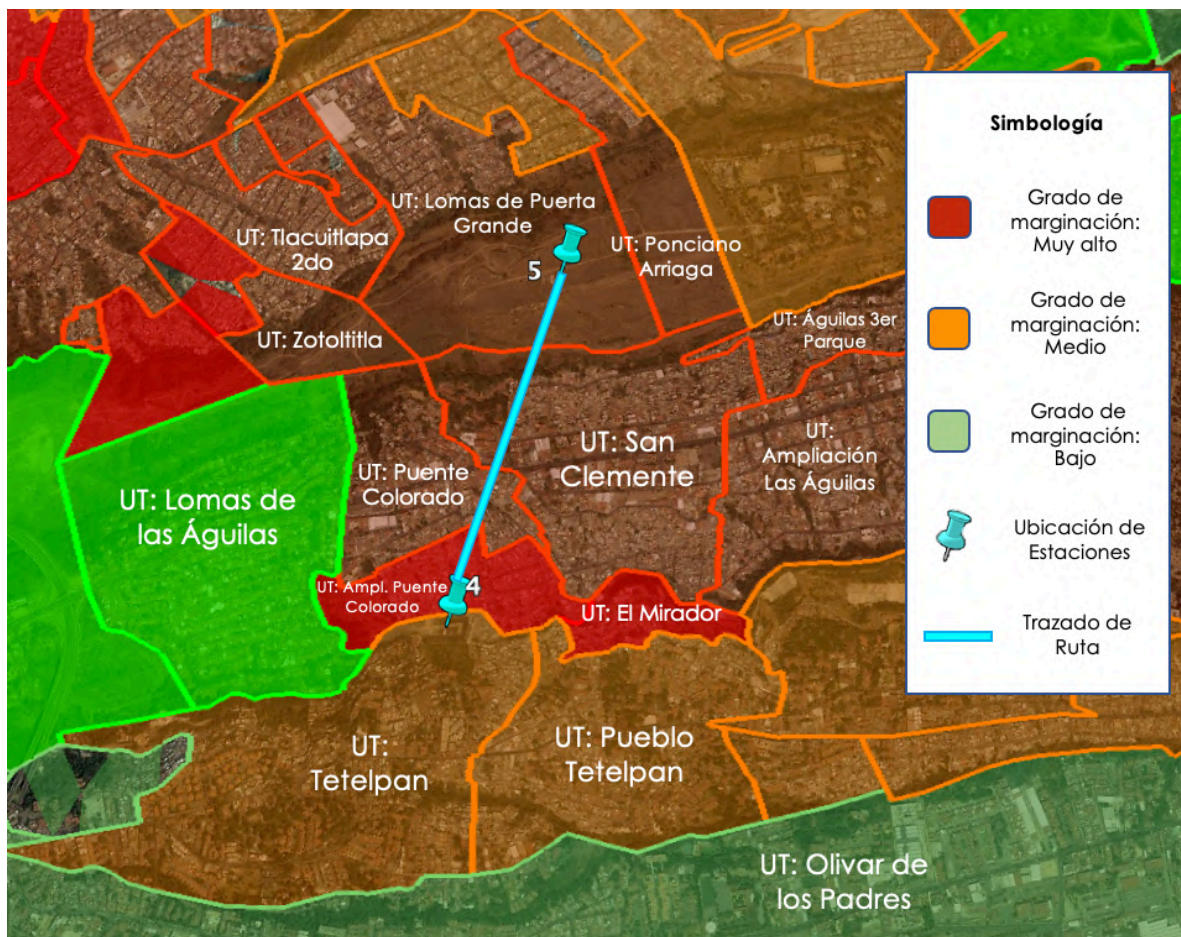 UT: Lomas de Puerta
Grande
UT: Tlacuitlapa
2do
UT: Ponciano
Arriaga
5
UT: Zotoltitla
UT: Águilas 3er
Parque
UT: San
Clemente
UT:
Ampliación
Las Águilas
UT: Puente
Colorado
UT: Lomas de
las Águilas
UT: Ampl. Puente
Colorado
4
UT: El Mirador
UT:
Tetelpan
UT: Pueblo
Tetelpan
UT: Olivar de
los Padres
Simbología
Grado de
marginación:
Muy alto
Grado de
marginación:
Medio
Grado de
marginación:
Bajo
Ubicación de
Estaciones
Trazado de
Ruta